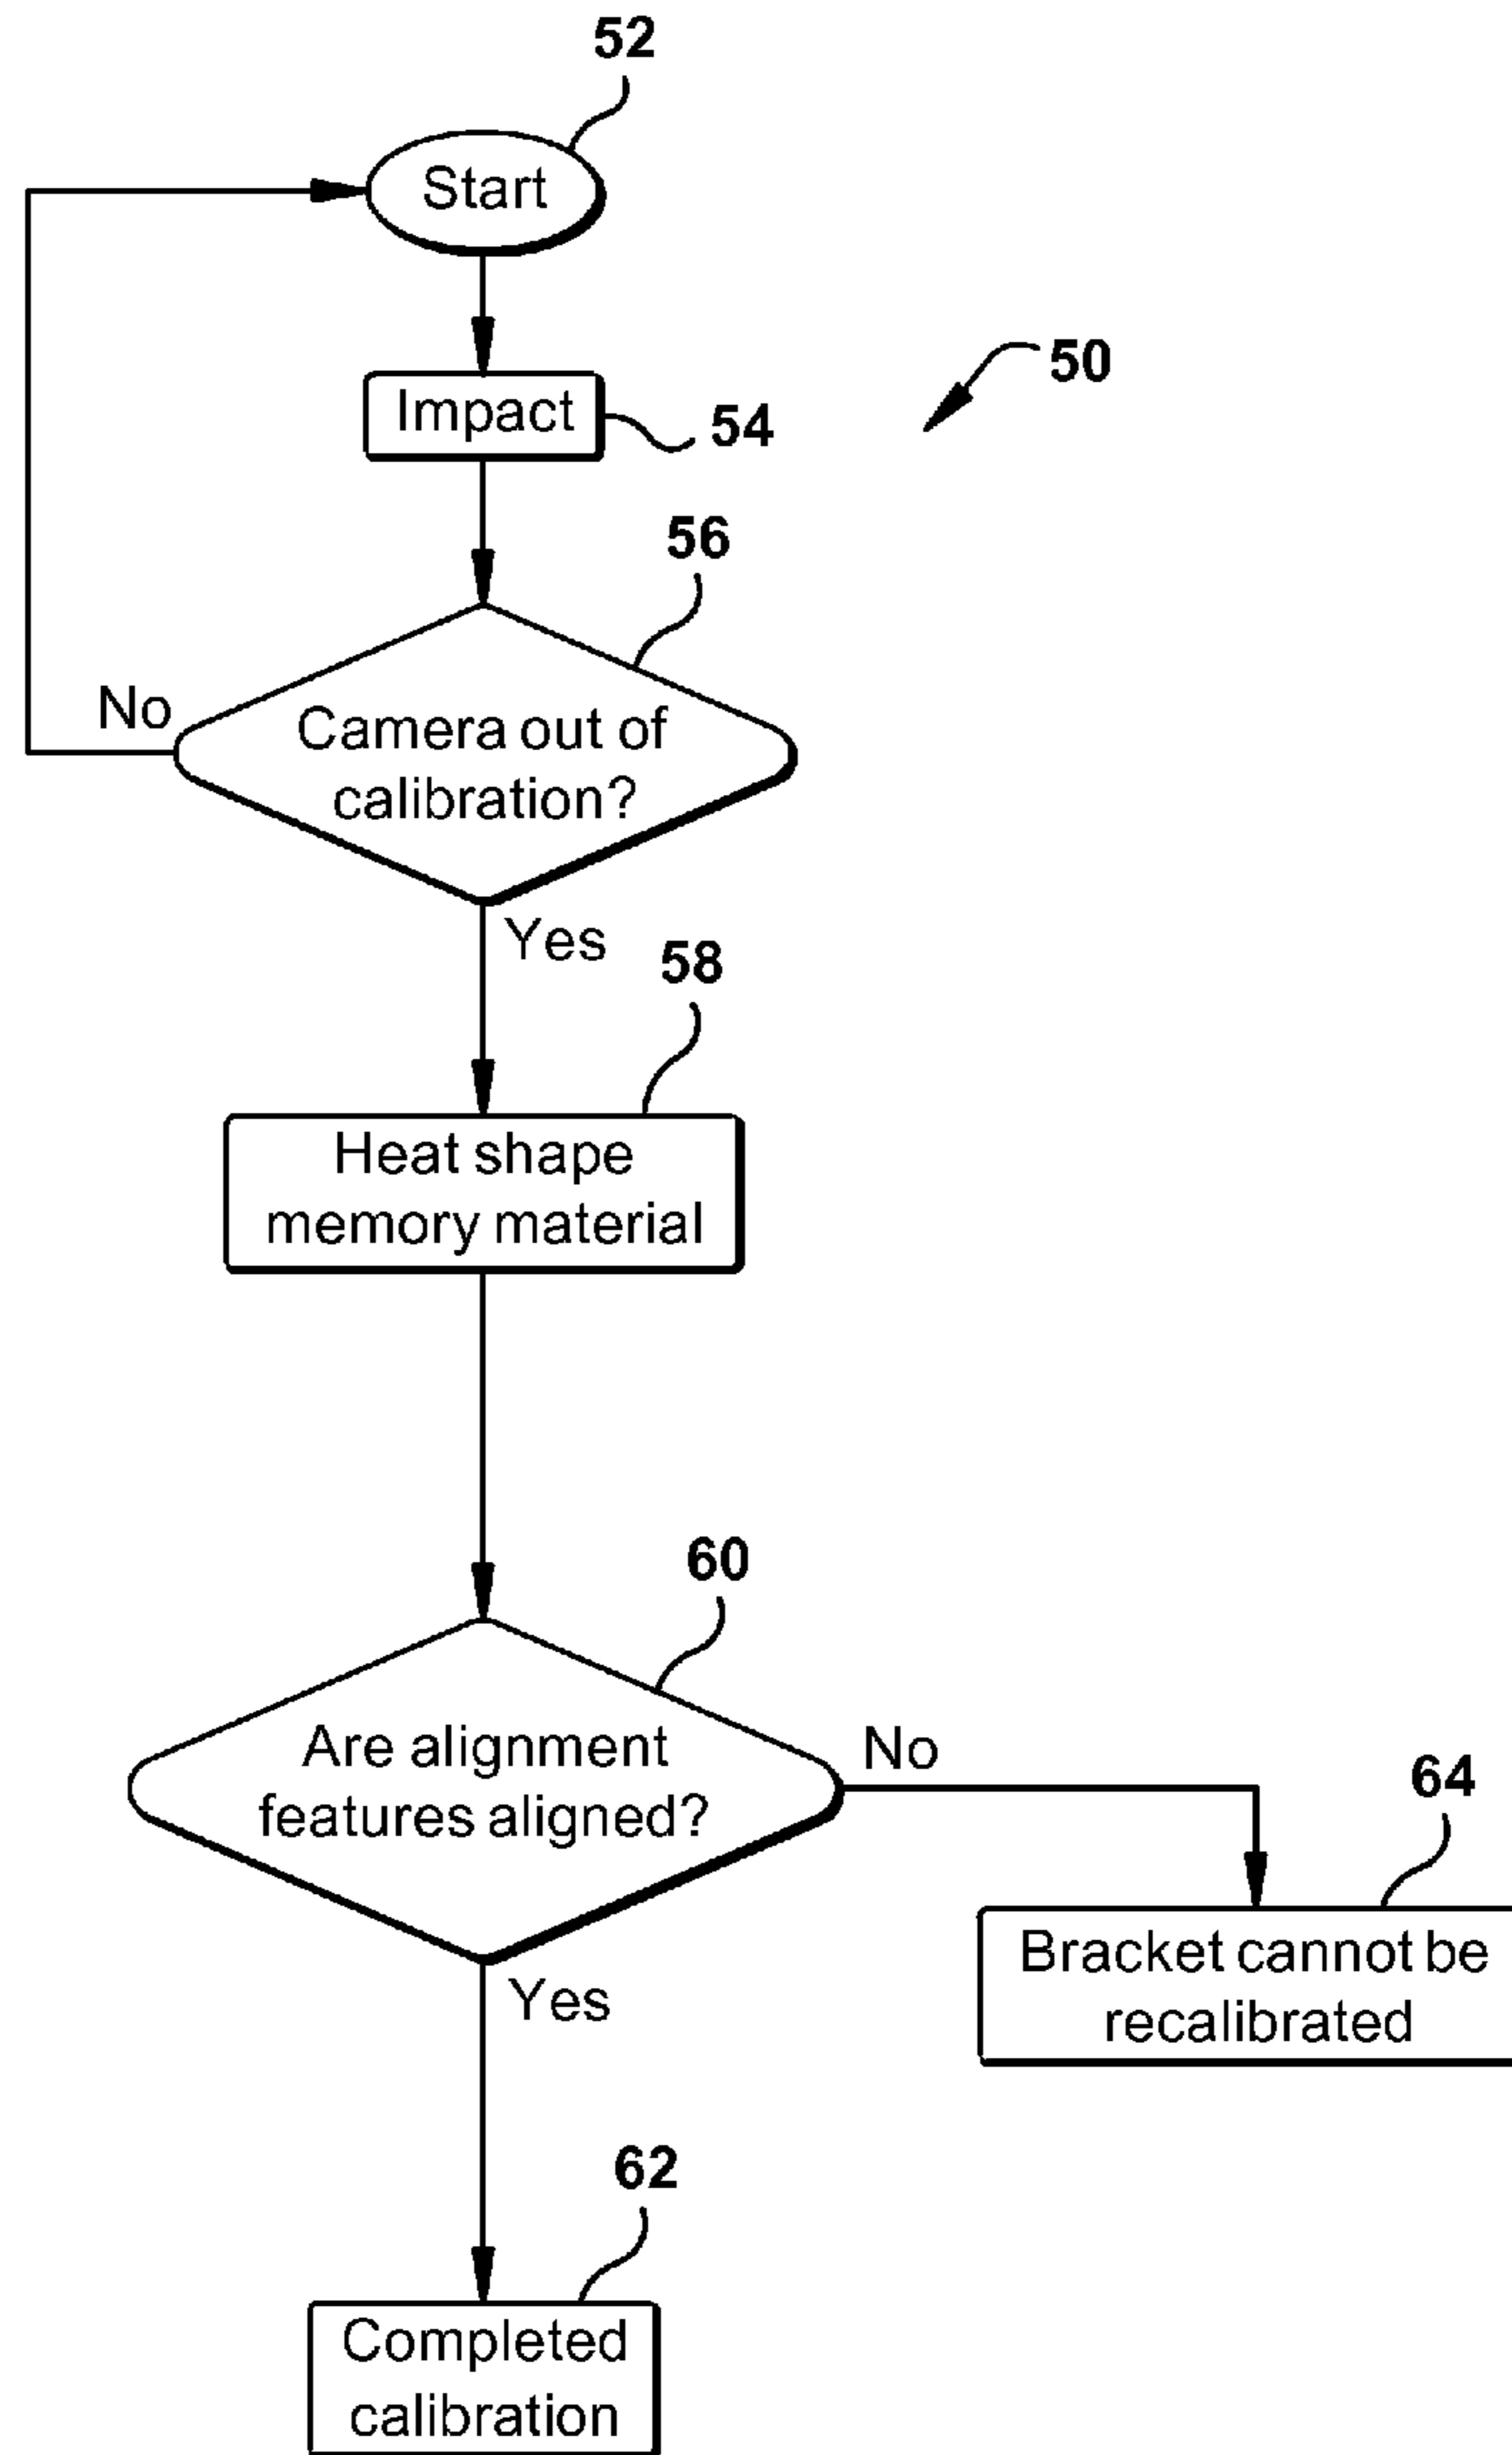 52
Start
50
Impact
54
56
No
Camera out of
calibration?
Yes
58
Heat shape
memory material
60
Are alignment
features aligned?
No
64
Bracket cannot be
recalibrated
Yes
62
Completed
calibration